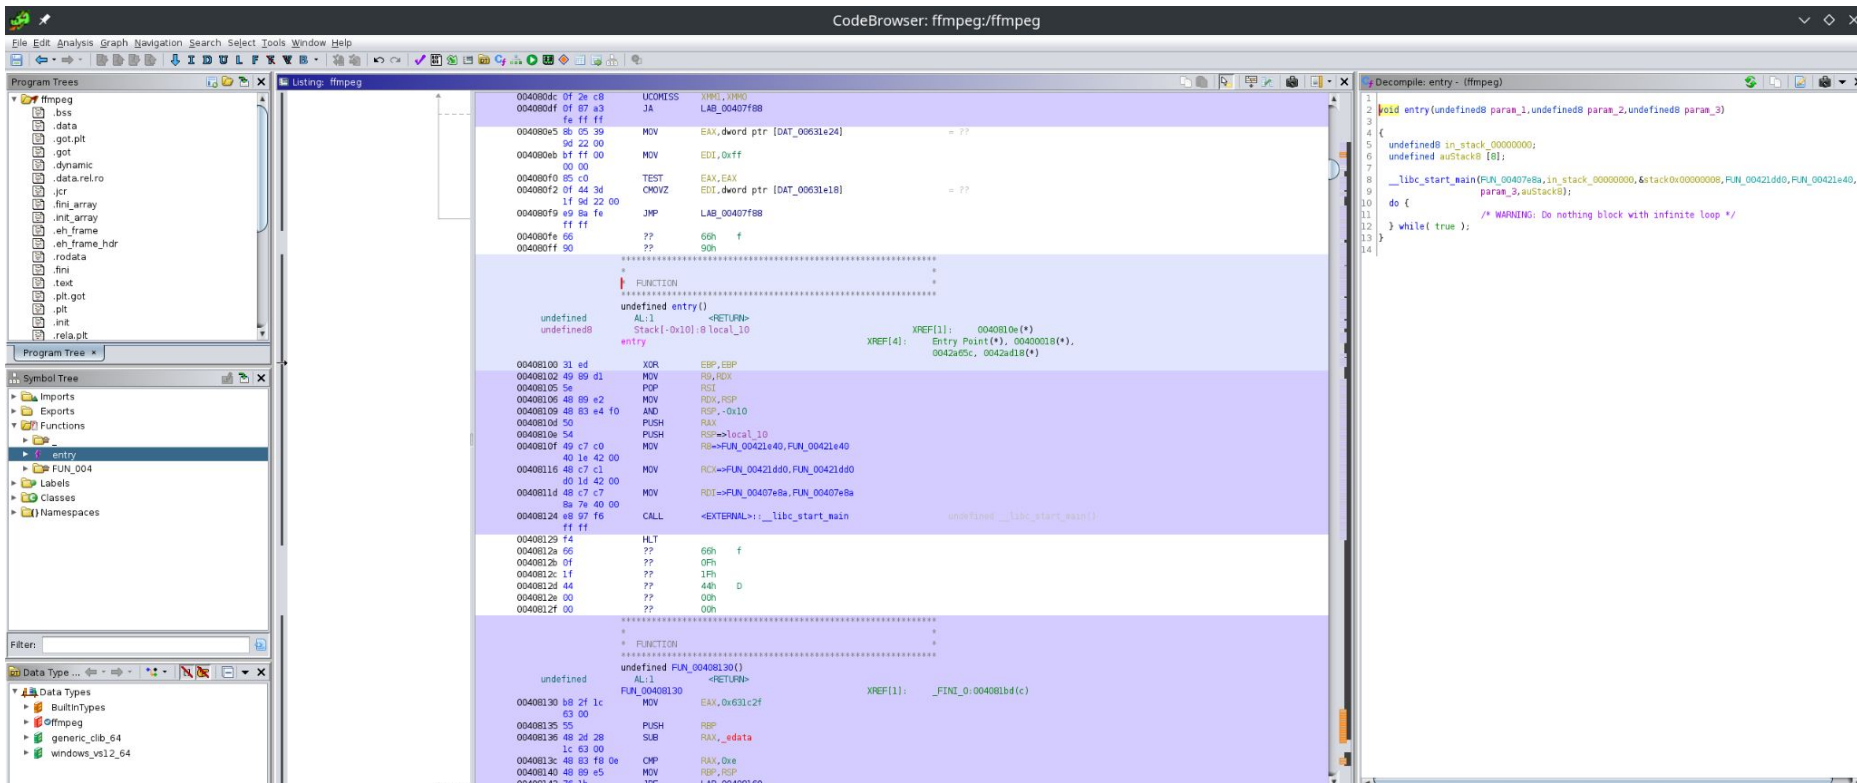 CodeBrowser: ffmpeg:/ffmpeg
File Edit Analysis Graph Navigation Search Select Tools Window Help
I D U L F V B
Program Trees
ffmpeg
.bss
.data
.got.plt
.got
.dynamic
.data.rel.ro
.jcr
.fini_array
.init_array
.eh_frame
.eh_frame_hdr
.rodata
.fini
.text
.plt.got
.plt
.init
.rela.plt
Program Tree ×
Symbol Tree
Imports
Exports
Functions
_
f entry
FUN_004
Labels
Classes
Namespaces
Filter:
Data Type ...
Data Types
BuiltInTypes
ffmpeg
generic_clib_64
windows_vs12_64
Listing: ffmpeg
004080dc 0f 2e c8 UCOMISS XMM1,XMM0
004080df 0f 87 a3 JA LAB_00407f88
fe ff ff
004080e5 8b 05 39 MOV EAX,dword ptr [DAT_00631e24] = ??
9d 22 00
004080eb bf ff 00 MOV EDI,0xff
00 00
004080f0 85 c0 TEST EAX,EAX
004080f2 0f 44 3d CMOVZ EDI,dword ptr [DAT_00631e18] = ??
1f 9d 22 00
004080f9 e9 8a fe JMP LAB_00407f88
ff ff
004080fe 66 ?? 66h f
004080ff 90 ?? 90h
**************************************************************
* *
* FUNCTION *
**************************************************************
undefined entry()
undefined AL:1 <RETURN>
undefined8 Stack[-0x10]:8 local_10 XREF[1]: 0040810e(*)
entry XREF[4]: Entry Point(*), 00400018(*),
0042a65c, 0042ad18(*)
00408100 31 ed XOR EBP,EBP
00408102 49 89 d1 MOV R9,RDX
00408105 5e POP RSI
00408106 48 89 e2 MOV RDX,RSP
00408109 48 83 e4 f0 AND RSP,-0x10
0040810d 50 PUSH RAX
0040810e 54 PUSH RSP=>local_10
0040810f 49 c7 c0 MOV R8=>FUN_00421e40,FUN_00421e40
40 1e 42 00
00408116 48 c7 c1 MOV RCX=>FUN_00421dd0,FUN_00421dd0
d0 1d 42 00
0040811d 48 c7 c7 MOV RDI=>FUN_00407e8a,FUN_00407e8a
8a 7e 40 00
00408124 e8 97 f6 CALL <EXTERNAL>::__libc_start_main undefined __libc_start_main()
ff ff
00408129 f4 HLT
0040812a 66 ?? 66h f
0040812b 0f ?? 0Fh
0040812c 1f ?? 1Fh
0040812d 44 ?? 44h D
0040812e 00 ?? 00h
0040812f 00 ?? 00h
**************************************************************
* *
* FUNCTION *
**************************************************************
undefined FUN_00408130()
undefined AL:1 <RETURN>
FUN_00408130 XREF[1]: _FINI_0:004081bd(c)
00408130 b8 2f 1c MOV EAX,0x631c2f
63 00
00408135 55 PUSH RBP
00408136 48 2d 28 SUB RAX,_edata
1c 63 00
0040813c 48 83 f8 0e CMP RAX,0xe
00408140 48 89 e5 MOV RBP,RSP
Decompile: entry - (ffmpeg)
1
2 void entry(undefined8 param_1,undefined8 param_2,undefined8 param_3)
3
4 {
5 undefined8 in_stack_00000000;
6 undefined auStack8 [8];
7
8 __libc_start_main(FUN_00407e8a,in_stack_00000000,&stack0x00000008,FUN_00421dd0,FUN_00421e40,
9 param_3,auStack8);
10 do {
11 /* WARNING: Do nothing block with infinite loop */
12 } while( true );
13 }
14